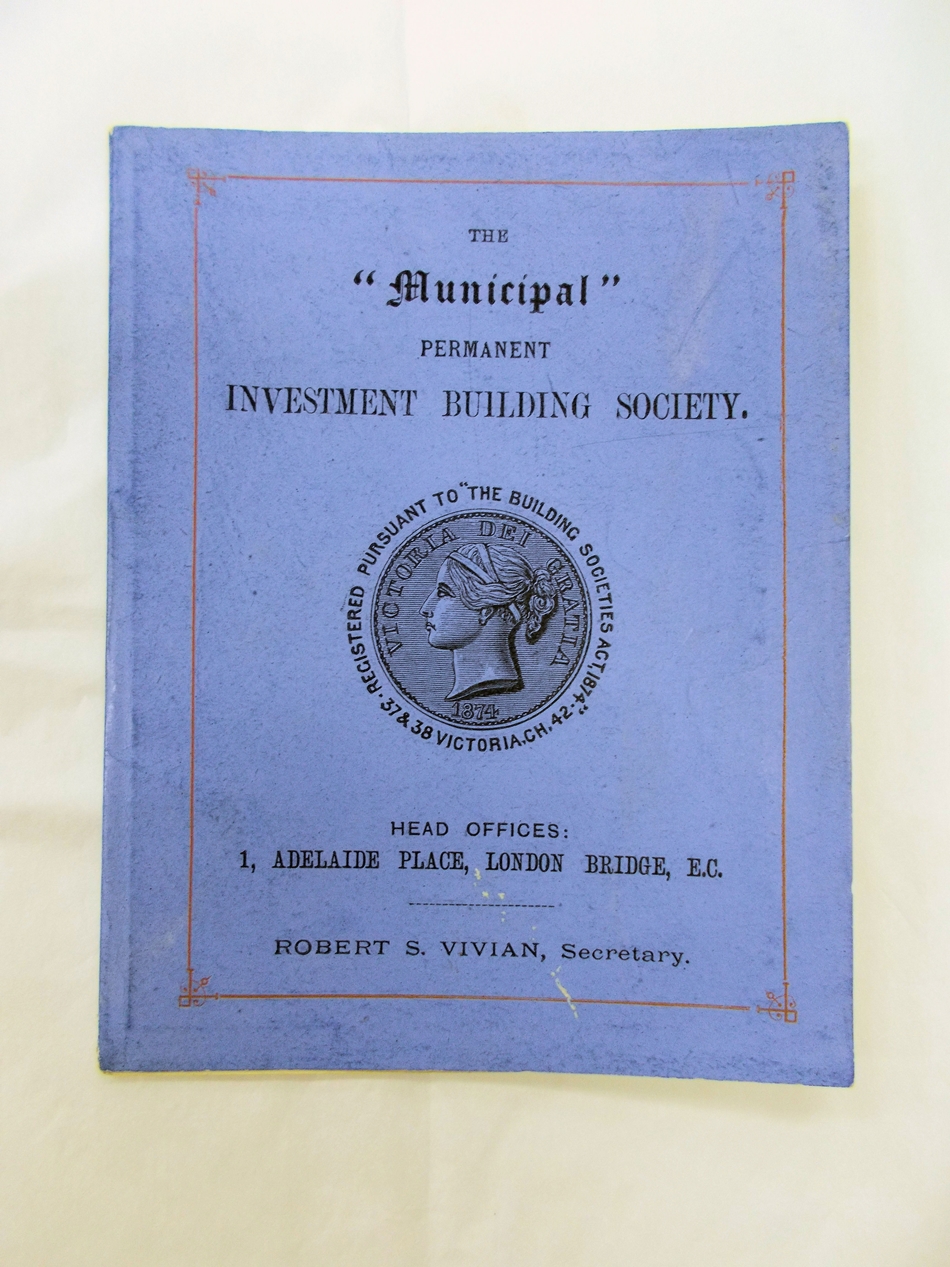 THE
“Municipal”
PERMANENT
INVESTMENT BUILDING SOCIETY.
REGISTERED PURSUANT TO “THE BUILDING SOCIETIES ACT, 1874”
· 37 & 38 VICTORIA. CH. 42 ·
VICTORIA DEI GRATIA
1874
HEAD OFFICES:
1, ADELAIDE PLACE, LONDON BRIDGE, E.C.
ROBERT S. VIVIAN, Secretary.